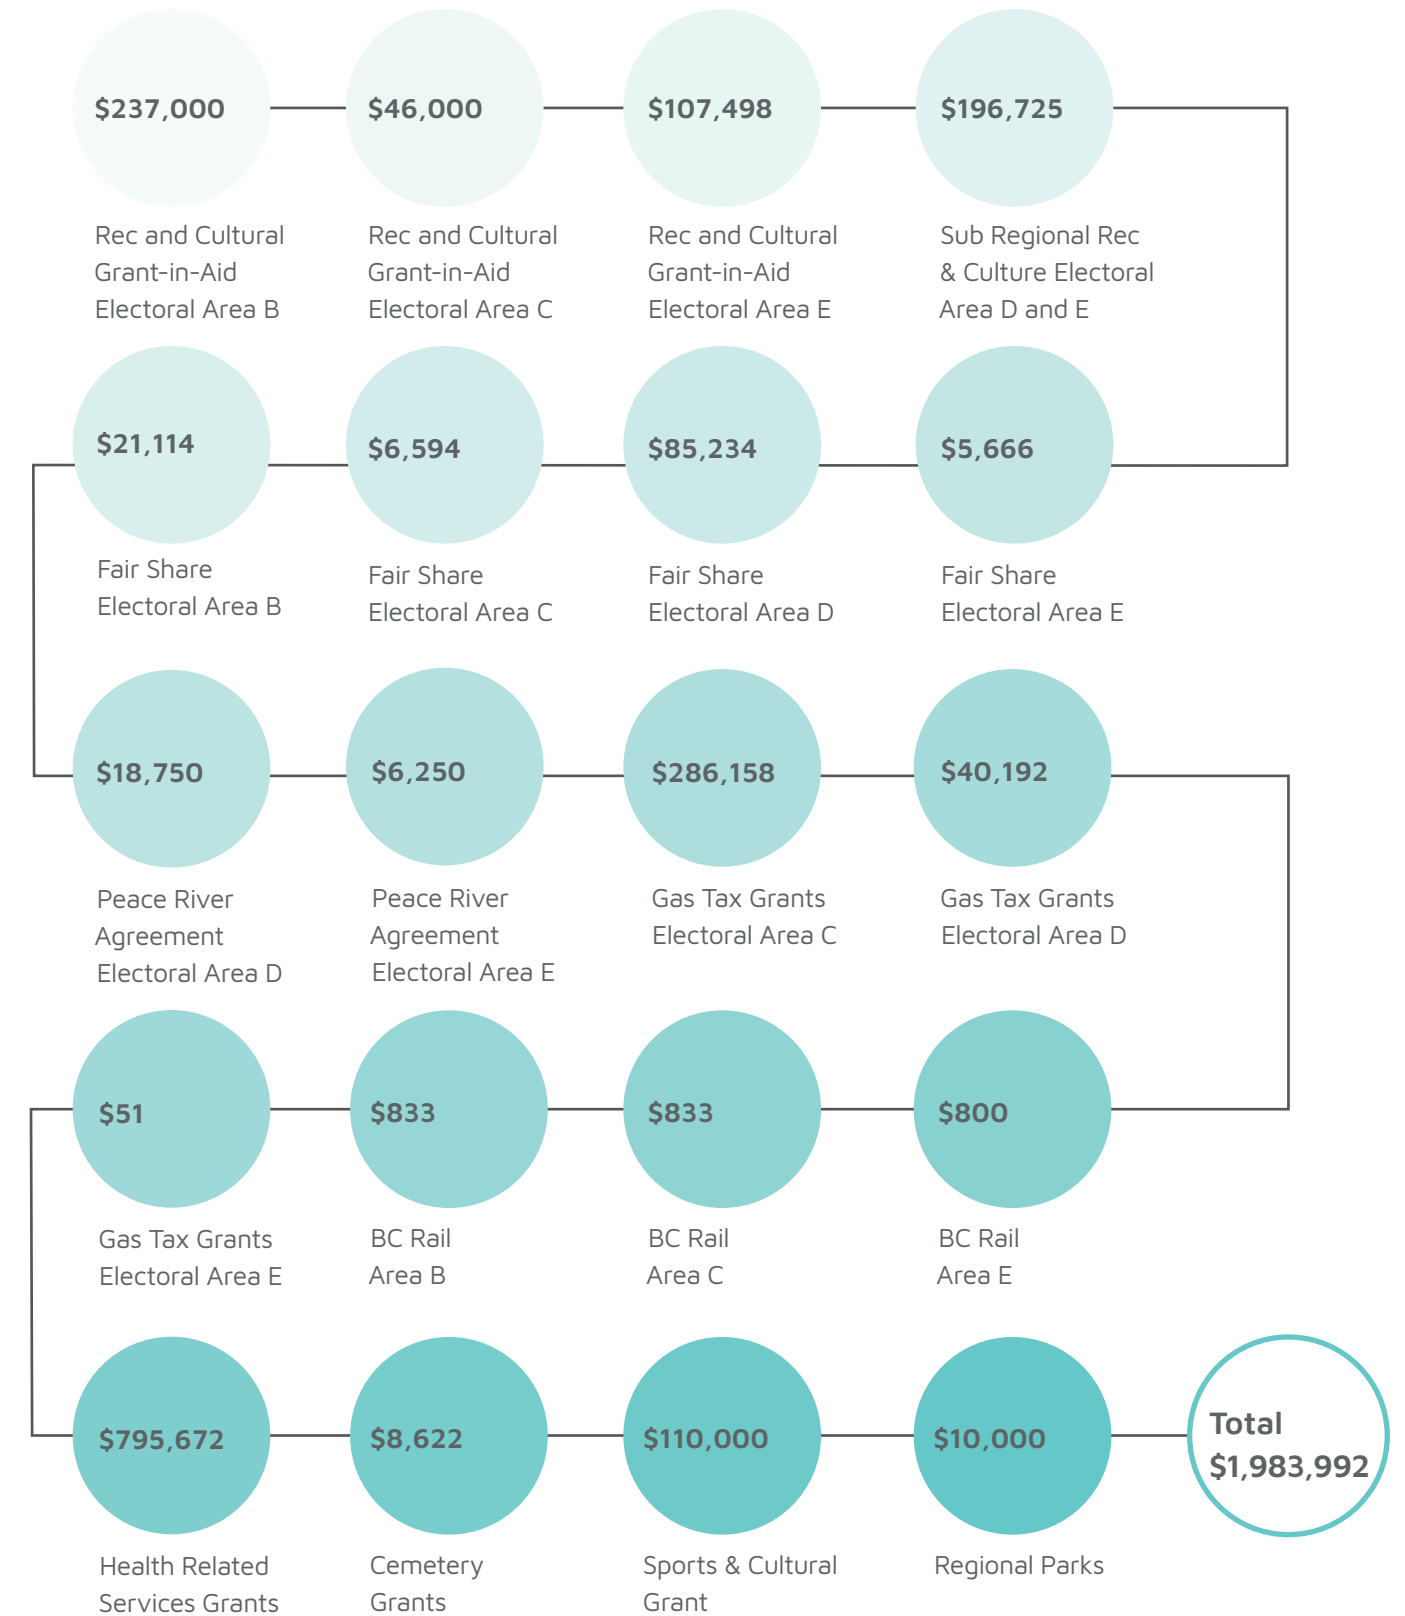 $237,000
Rec and Cultural
Grant-in-Aid
Electoral Area B
$46,000
Rec and Cultural
Grant-in-Aid
Electoral Area C
$107,498
Rec and Cultural
Grant-in-Aid
Electoral Area E
$196,725
Sub Regional Rec
& Culture Electoral
Area D and E
$21,114
Fair Share
Electoral Area B
$6,594
Fair Share
Electoral Area C
$85,234
Fair Share
Electoral Area D
$5,666
Fair Share
Electoral Area E
$18,750
Peace River
Agreement
Electoral Area D
$6,250
Peace River
Agreement
Electoral Area E
$286,158
Gas Tax Grants
Electoral Area C
$40,192
Gas Tax Grants
Electoral Area D
$51
Gas Tax Grants
Electoral Area E
$833
BC Rail
Area B
$833
BC Rail
Area C
$800
BC Rail
Area E
$795,672
Health Related
Services Grants
$8,622
Cemetery
Grants
$110,000
Sports & Cultural
Grant
$10,000
Regional Parks
Total
$1,983,992